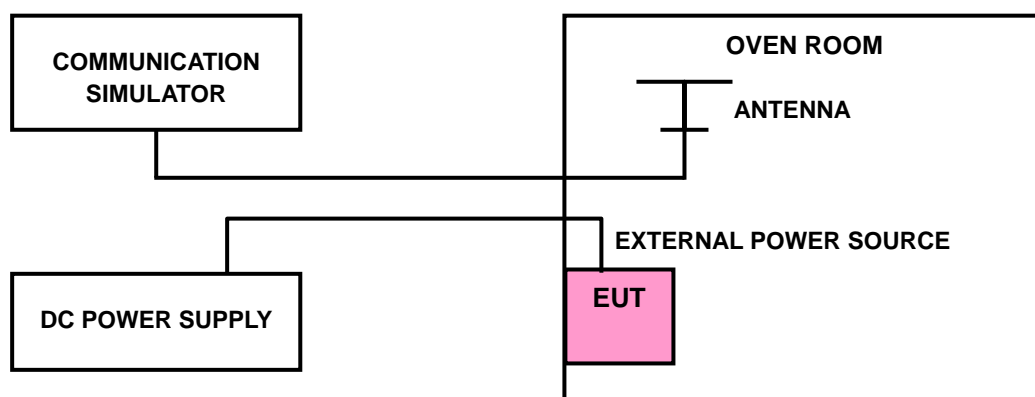 COMMUNICATION
SIMULATOR
OVEN ROOM
ANTENNA
EXTERNAL POWER SOURCE
DC POWER SUPPLY
EUT